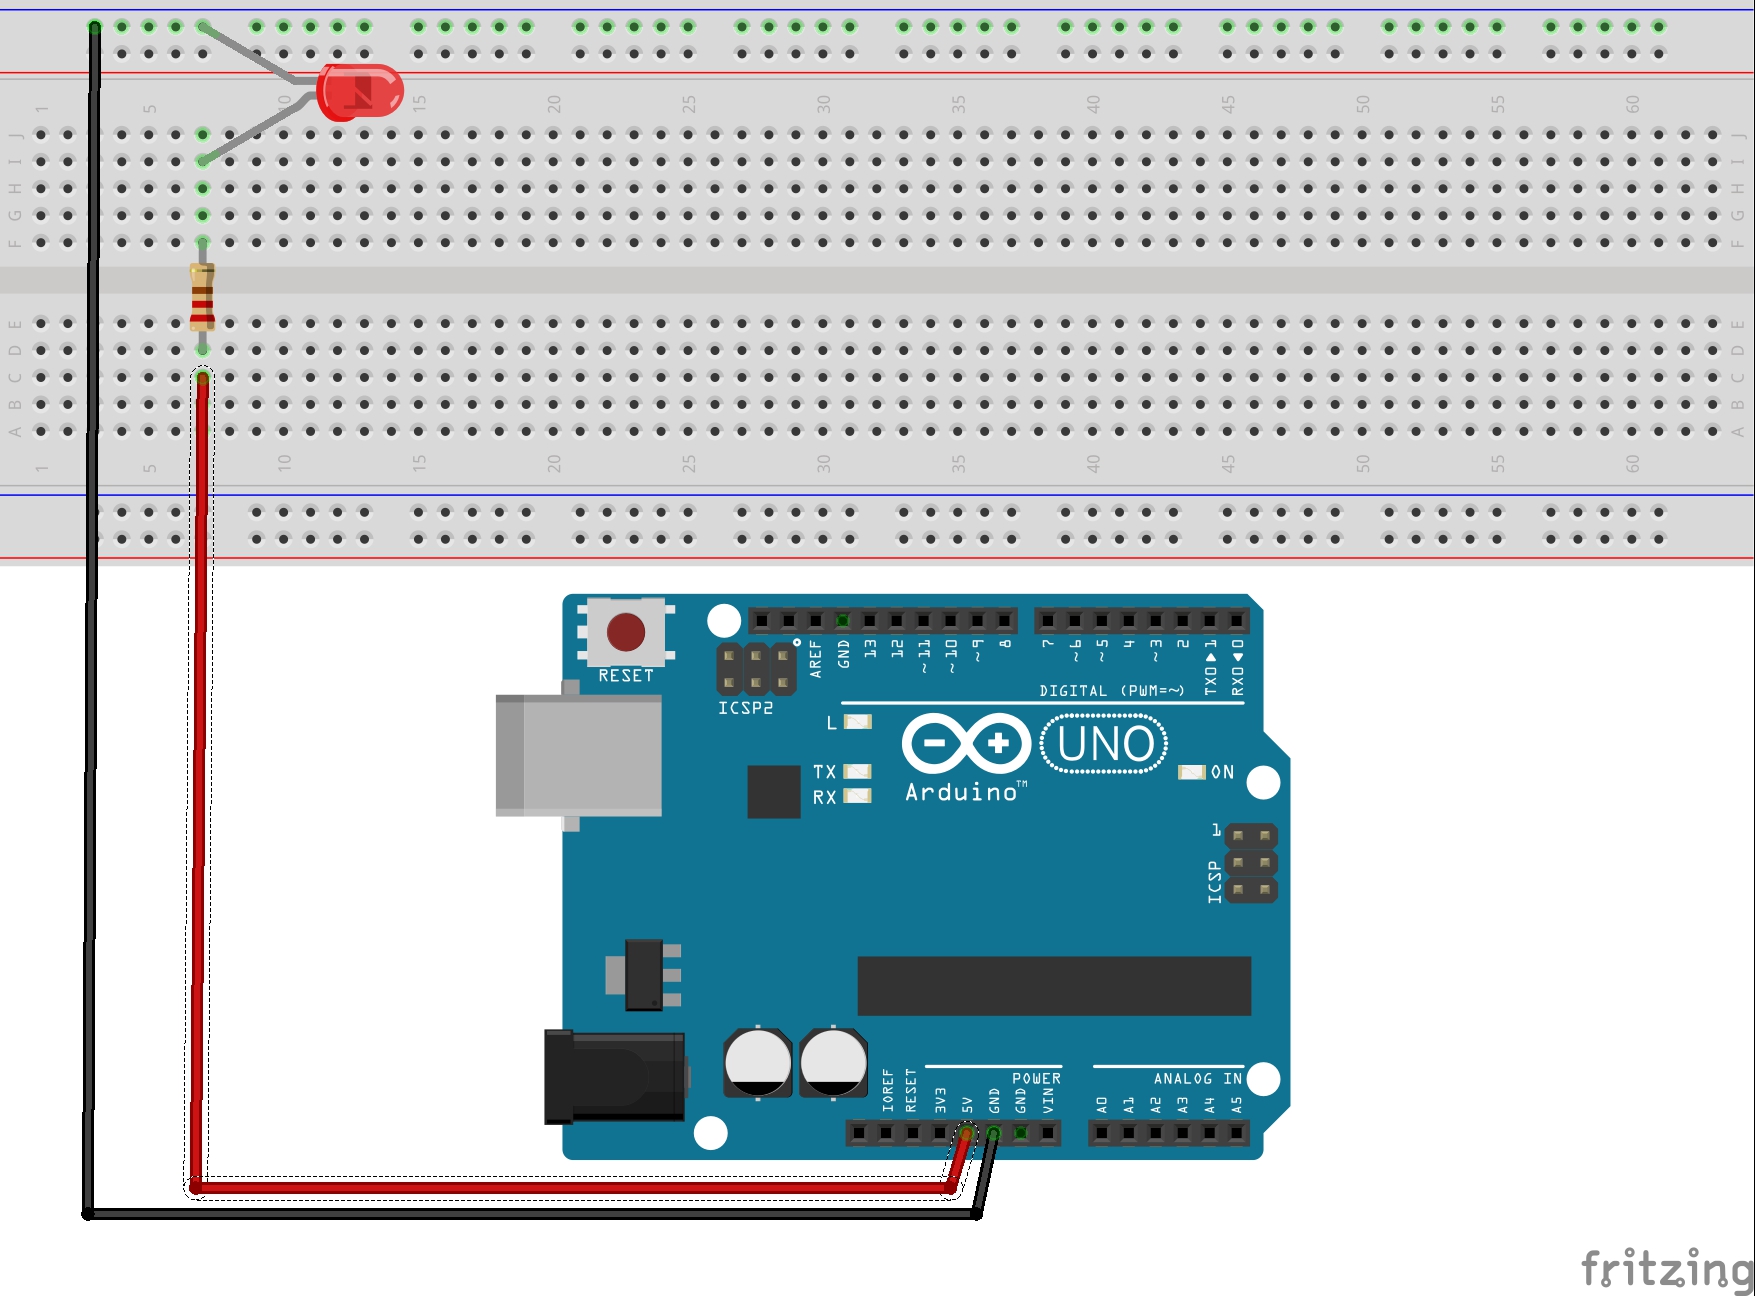 1 5 10 15 20 25 30 35 40 45 50 55 60
J J
I I
H H
G G
F F
E E
D D
C C
B B
A A
1 5 10 15 20 25 30 35 40 45 50 55 60
RESET
AREF GND 13 12 ~11 ~10 ~9 8 7 ~6 ~5 4 ~3 2 TX0▶1 RX0◀0
ICSP2
DIGITAL (PWM=~)
L
TX
RX
UNO
Arduino™
ON
1
ICSP
POWER
ANALOG IN
IOREF RESET 3V3 5V GND GND VIN A0 A1 A2 A3 A4 A5
fritzing